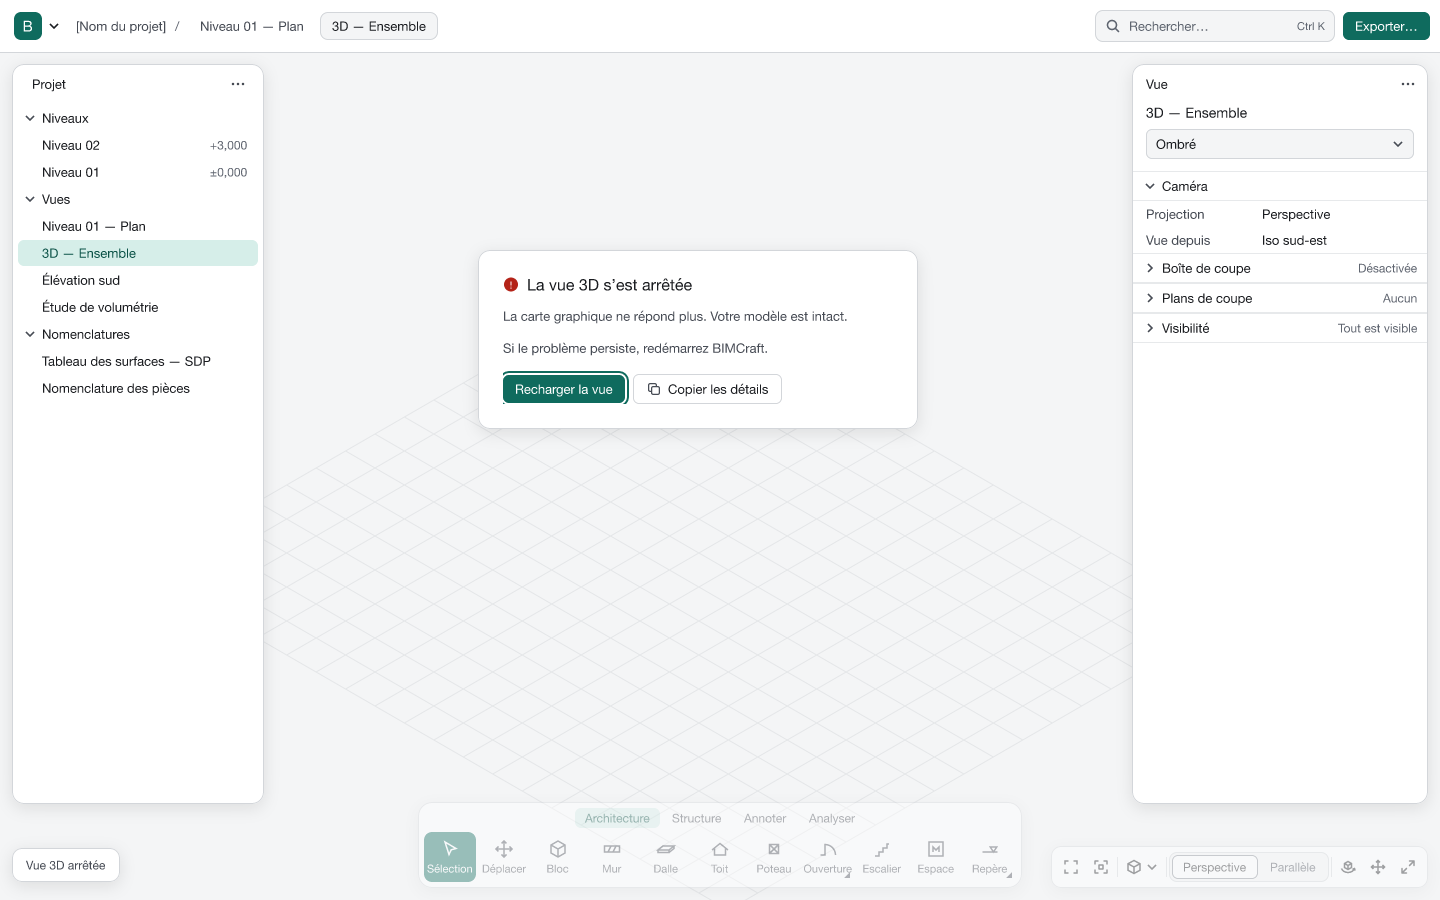 B
[Nom du projet] / Niveau 01 — Plan 3D — Ensemble
Rechercher… Ctrl K
Exporter…
Projet
Niveaux
Niveau 02 +3,000
Niveau 01 ±0,000
Vues
Niveau 01 — Plan
3D — Ensemble
Élévation sud
Étude de volumétrie
Nomenclatures
Tableau des surfaces — SDP
Nomenclature des pièces
La vue 3D s’est arrêtée
La carte graphique ne répond plus. Votre modèle est intact.
Si le problème persiste, redémarrez BIMCraft.
Recharger la vue Copier les détails
Vue
3D — Ensemble
Ombré
Caméra
Projection Perspective
Vue depuis Iso sud-est
Boîte de coupe Désactivée
Plans de coupe Aucun
Visibilité Tout est visible
Vue 3D arrêtée
Architecture Structure Annoter Analyser
Sélection Déplacer Bloc Mur Dalle Toit Poteau Ouverture Escalier Espace Repère
Perspective Parallèle